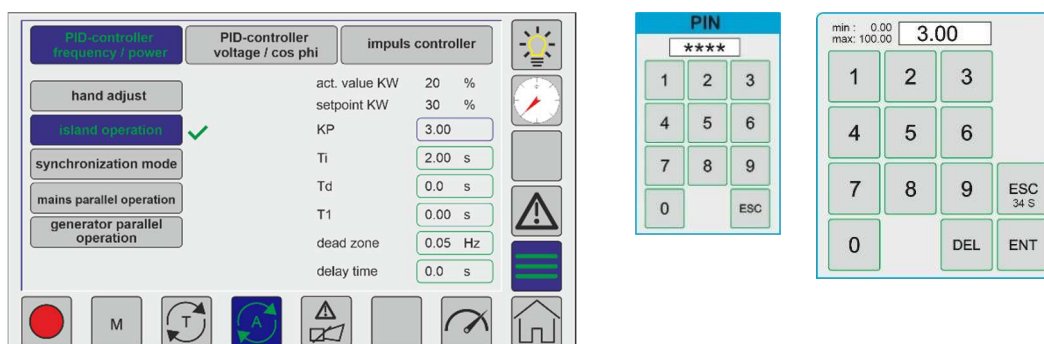 PID-controller
frequency / power
PID-controller
voltage / cos phi
impuls controller
hand adjust
island operation
synchronization mode
mains parallel operation
generator parallel
operation
act. value KW 20 %
setpoint KW 30 %
KP 3.00
Ti 2.00 s
Td 0.0 s
T1 0.00 s
dead zone 0.05 Hz
delay time 0.0 s
M
T
A
PIN
****
1 2 3
4 5 6
7 8 9
0 ESC
min : 0.00
max: 100.00
3.00
1 2 3
4 5 6
7 8 9 ESC
34 S
0 DEL ENT